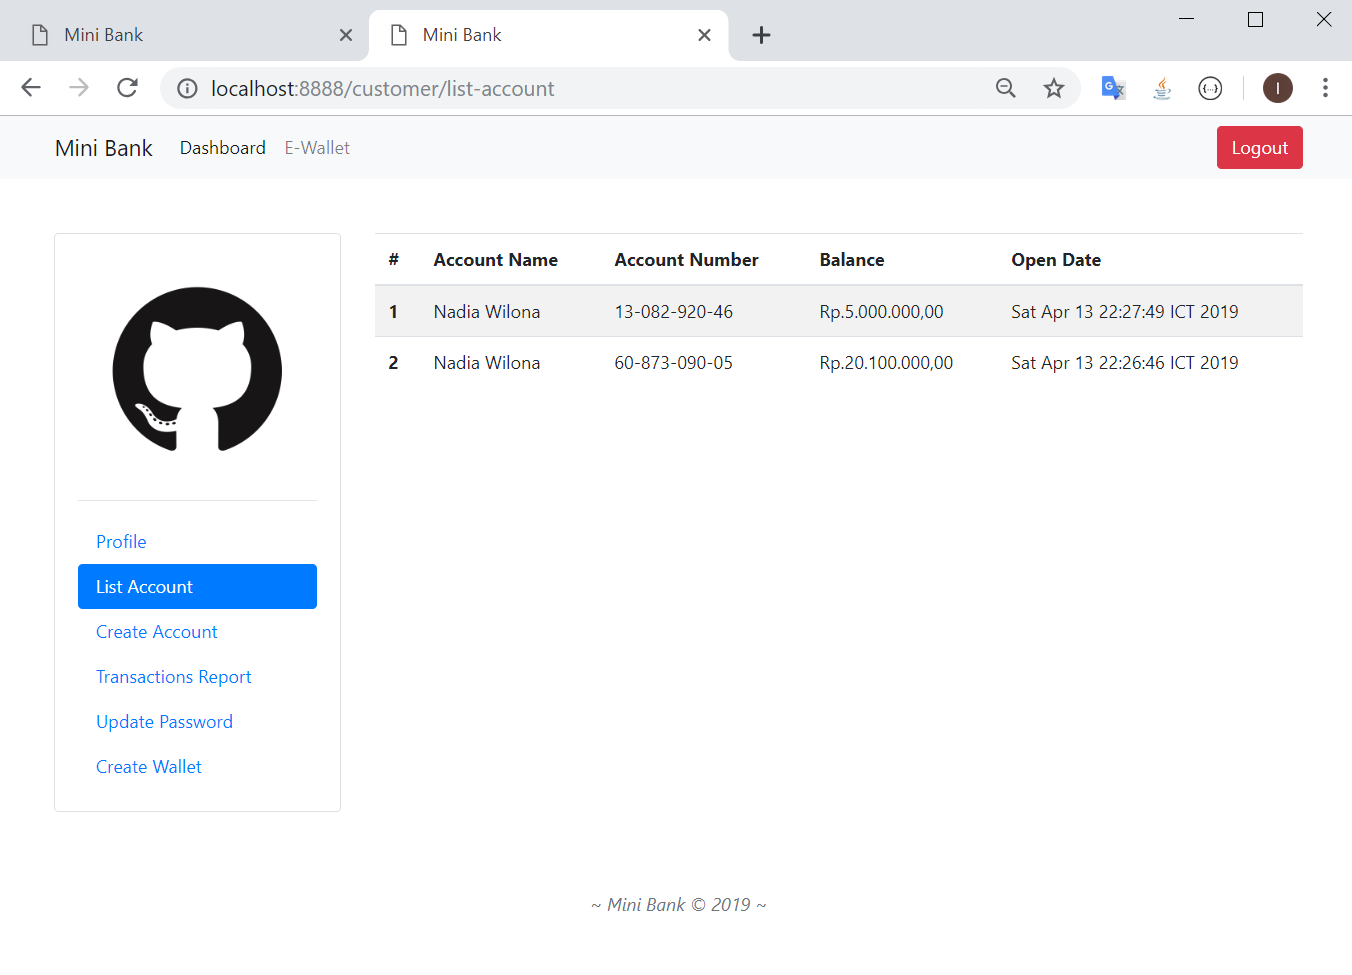 Mini Bank
Mini Bank
localhost:8888/customer/list-account
I
Mini Bank Dashboard E-Wallet Logout
# Account Name Account Number Balance Open Date
1 Nadia Wilona 13-082-920-46 Rp.5.000.000,00 Sat Apr 13 22:27:49 ICT 2019
2 Nadia Wilona 60-873-090-05 Rp.20.100.000,00 Sat Apr 13 22:26:46 ICT 2019
Profile
List Account
Create Account
Transactions Report
Update Password
Create Wallet
~ Mini Bank © 2019 ~